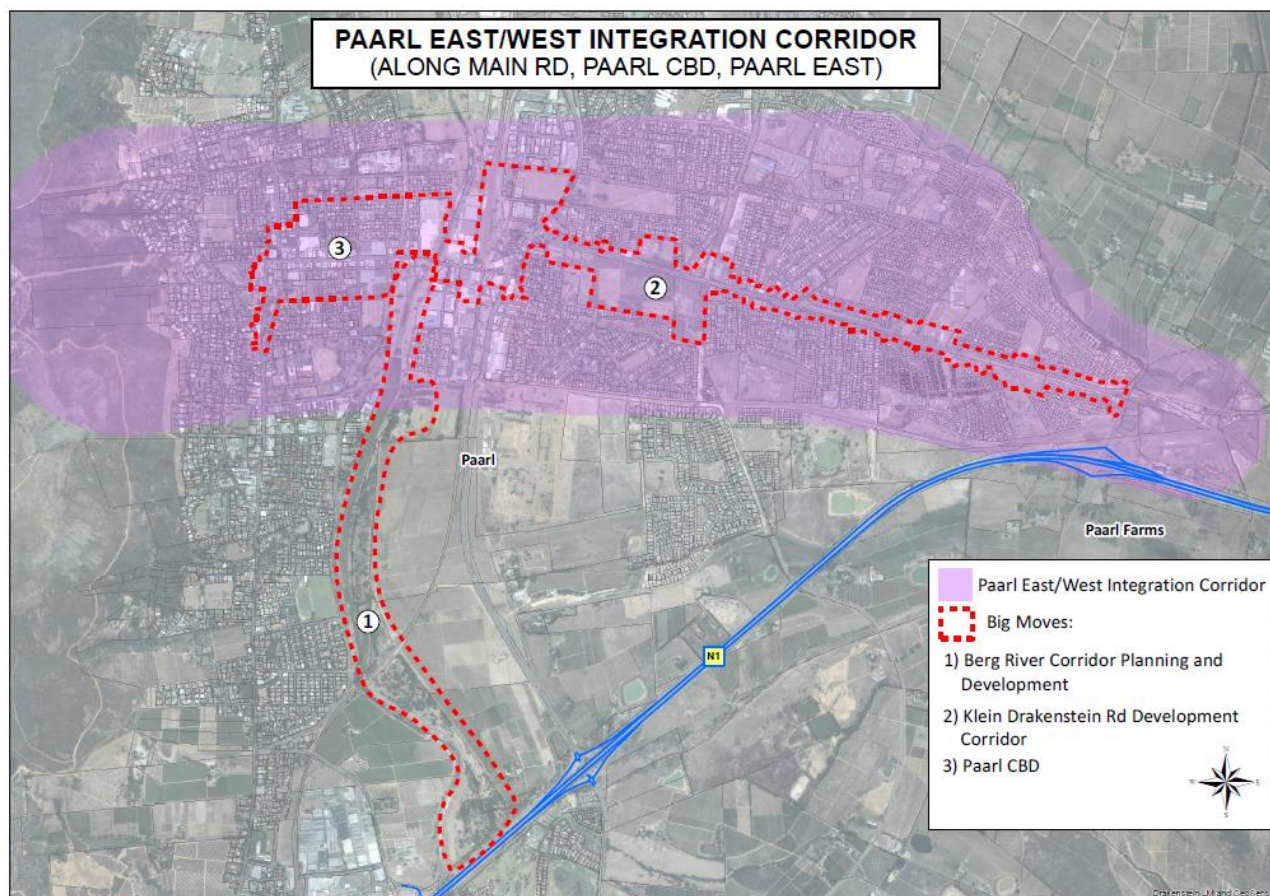 PAARL EAST/WEST INTEGRATION CORRIDOR
(ALONG MAIN RD, PAARL CBD, PAARL EAST)
3
2
Paarl
Paarl Farms
1
N1
Paarl East/West Integration Corridor
Big Moves:
1) Berg River Corridor Planning and
Development
2) Klein Drakenstein Rd Development
Corridor
3) Paarl CBD
N
W
E
S